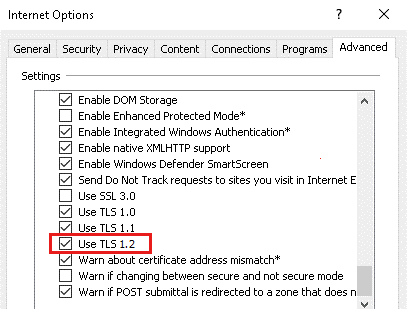 Internet Options
?
General Security Privacy Content Connections Programs Advanced
Settings
Enable DOM Storage
Enable Enhanced Protected Mode*
Enable Integrated Windows Authentication*
Enable native XMLHTTP support
Enable Windows Defender SmartScreen
Send Do Not Track requests to sites you visit in Internet E
Use SSL 3.0
Use TLS 1.0
Use TLS 1.1
Use TLS 1.2
Warn about certificate address mismatch*
Warn if changing between secure and not secure mode
Warn if POST submittal is redirected to a zone that does n